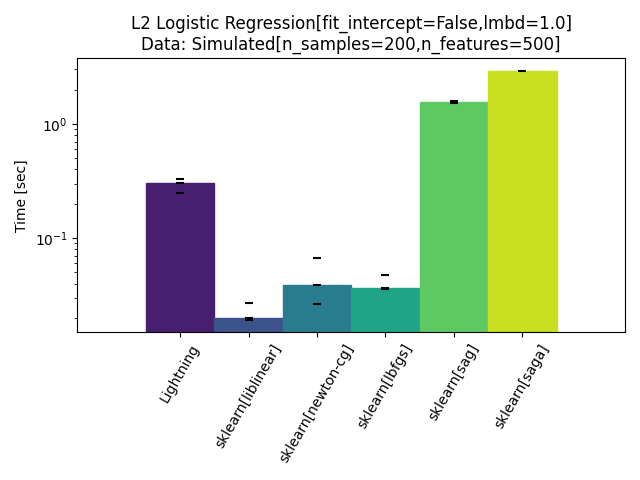 L2 Logistic Regression[fit_intercept=False,lmbd=1.0]
Data: Simulated[n_samples=200,n_features=500]
Time [sec]
10⁰
10⁻¹
Lightning
sklearn[liblinear]
sklearn[newton-cg]
sklearn[lbfgs]
sklearn[sag]
sklearn[saga]